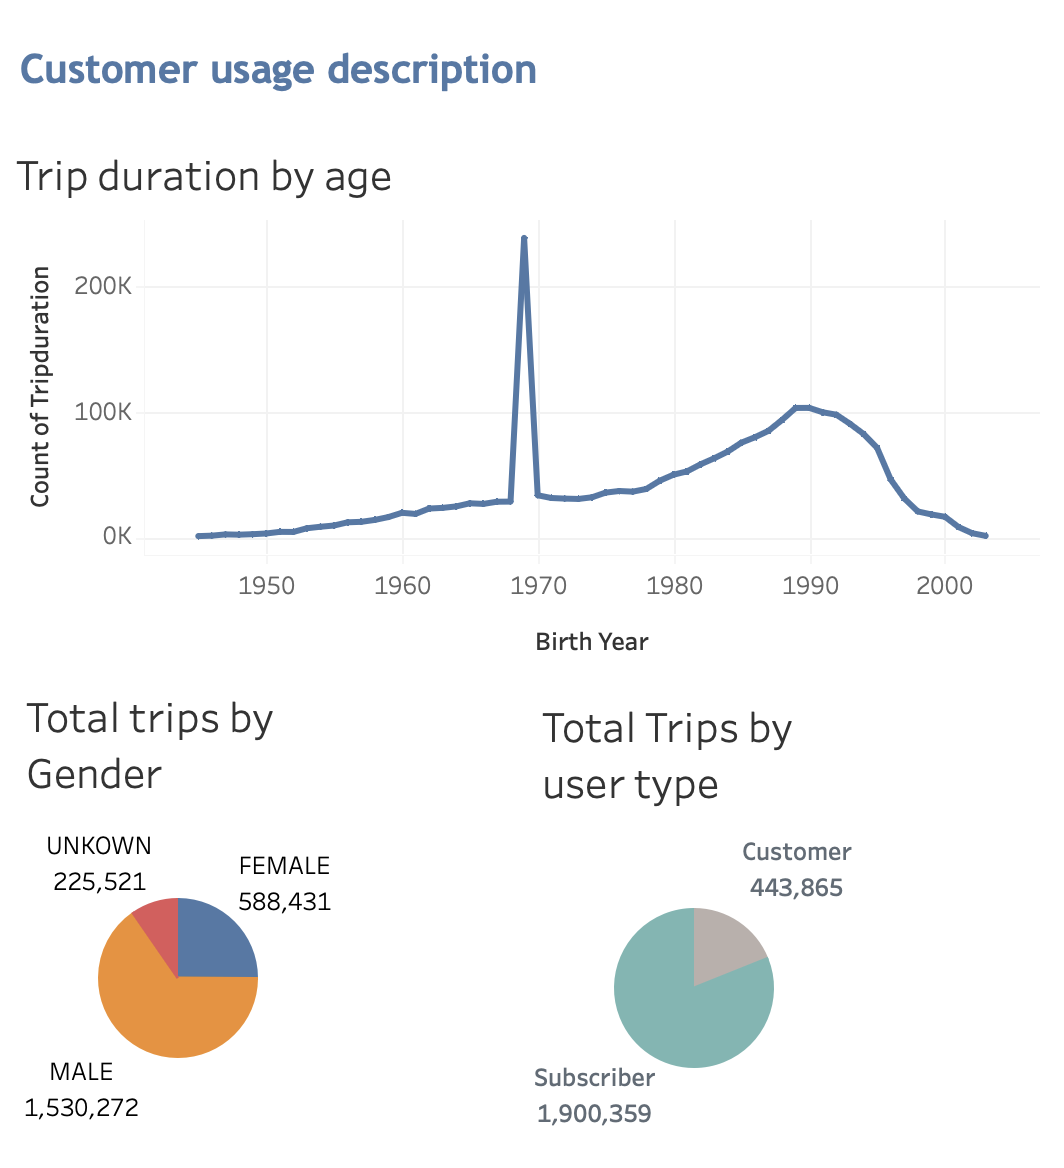 Customer usage description
Trip duration by age
Count of Tripduration
200K
100K
0K
1950 1960 1970 1980 1990 2000
Birth Year
Total trips by
Gender
UNKOWN
225,521
FEMALE
588,431
MALE
1,530,272
Total Trips by
user type
Customer
443,865
Subscriber
1,900,359